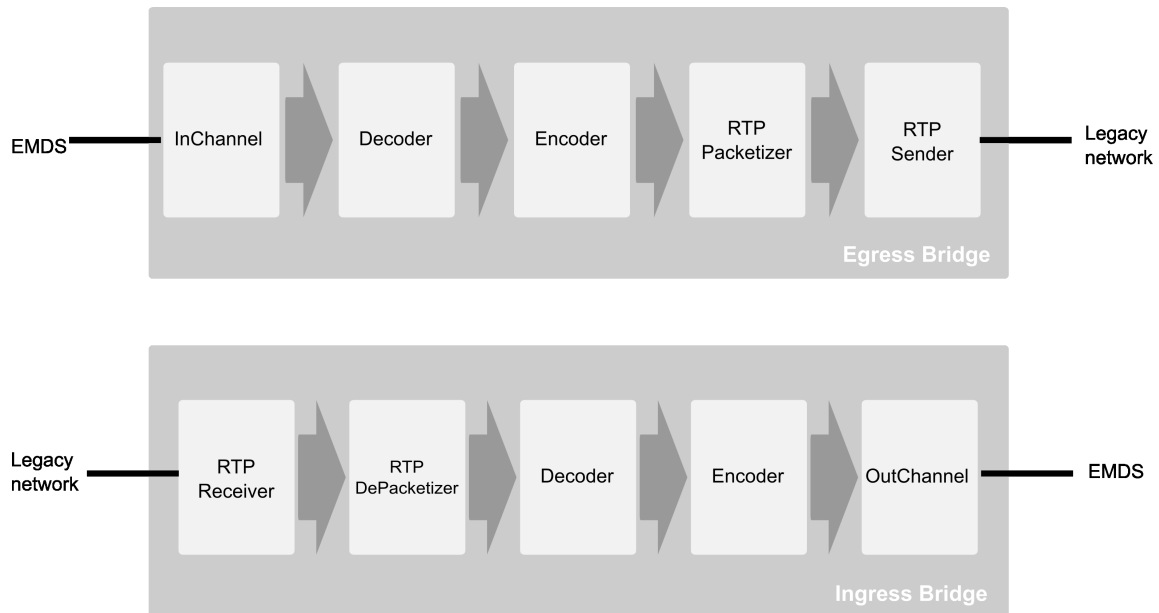 EMDS
InChannel
Decoder
Encoder
RTP
Packetizer
RTP
Sender
Legacy
network
Egress Bridge
Legacy
network
RTP
Receiver
RTP
DePacketizer
Decoder
Encoder
OutChannel
EMDS
Ingress Bridge